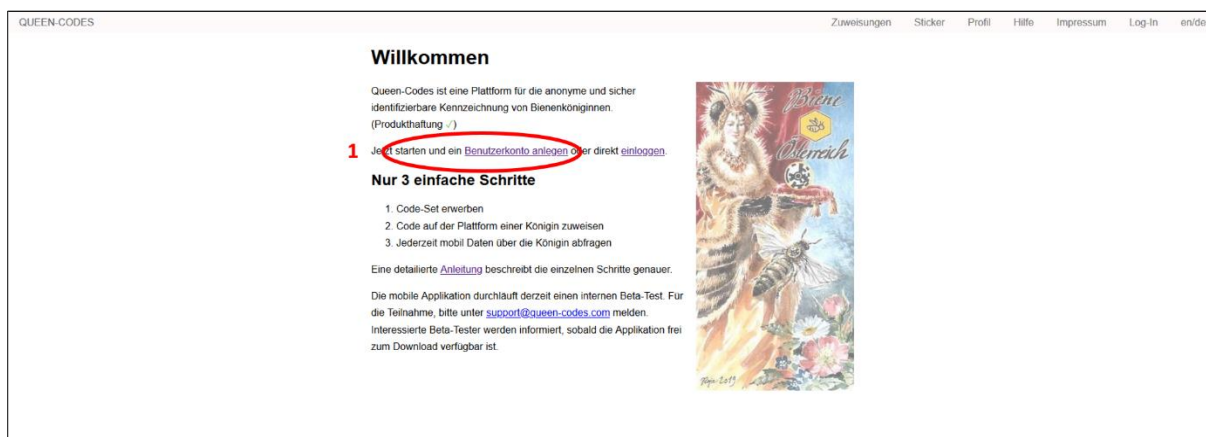 QUEEN-CODES Zuweisungen Sticker Profil Hilfe Impressum Log-In en/de
Willkommen
Queen-Codes ist eine Plattform für die anonyme und sicher
identifizierbare Kennzeichnung von Bienenköniginnen.
(Produkthaftung ✓)
1 Jetzt starten und ein Benutzerkonto anlegen oder direkt einloggen.
Nur 3 einfache Schritte
1. Code-Set erwerben
2. Code auf der Plattform einer Königin zuweisen
3. Jederzeit mobil Daten über die Königin abfragen
Eine detailierte Anleitung beschreibt die einzelnen Schritte genauer.
Die mobile Applikation durchläuft derzeit einen internen Beta-Test. Für
die Teilnahme, bitte unter support@queen-codes.com melden.
Interessierte Beta-Tester werden informiert, sobald die Applikation frei
zum Download verfügbar ist.
Biene
Österreich